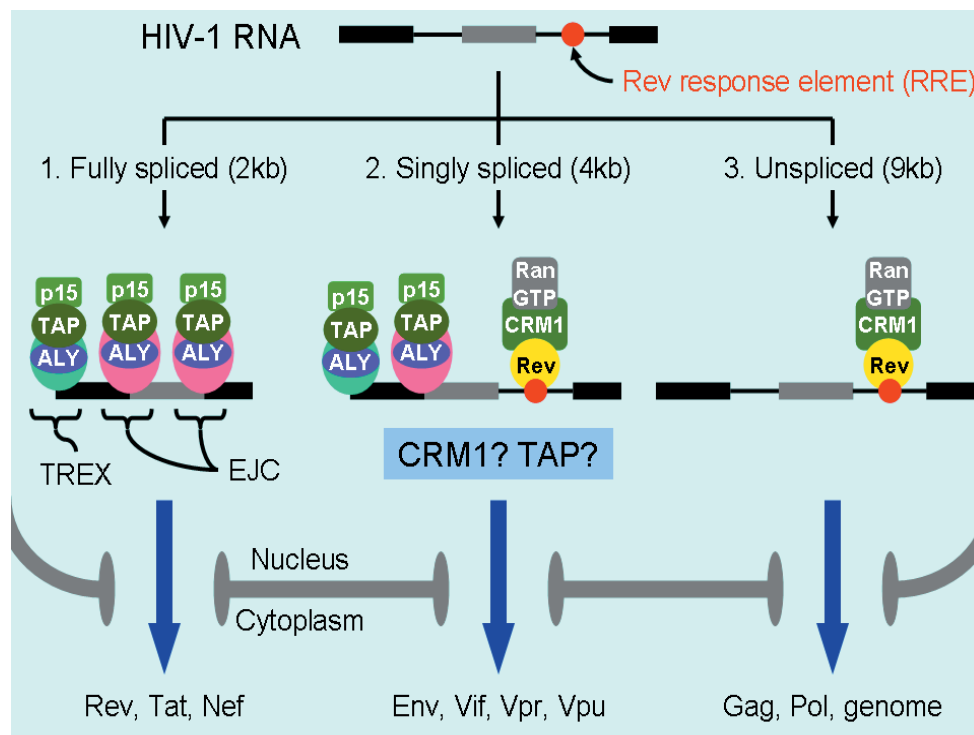 HIV-1 RNA
Rev response element (RRE)
1. Fully spliced (2kb)
2. Singly spliced (4kb)
3. Unspliced (9kb)
p15 p15 p15
TAP TAP TAP
ALY ALY ALY
TREX
EJC
p15 p15
TAP TAP
ALY ALY
Ran
GTP
CRM1
Rev
CRM1? TAP?
Ran
GTP
CRM1
Rev
Nucleus
Cytoplasm
Rev, Tat, Nef
Env, Vif, Vpr, Vpu
Gag, Pol, genome